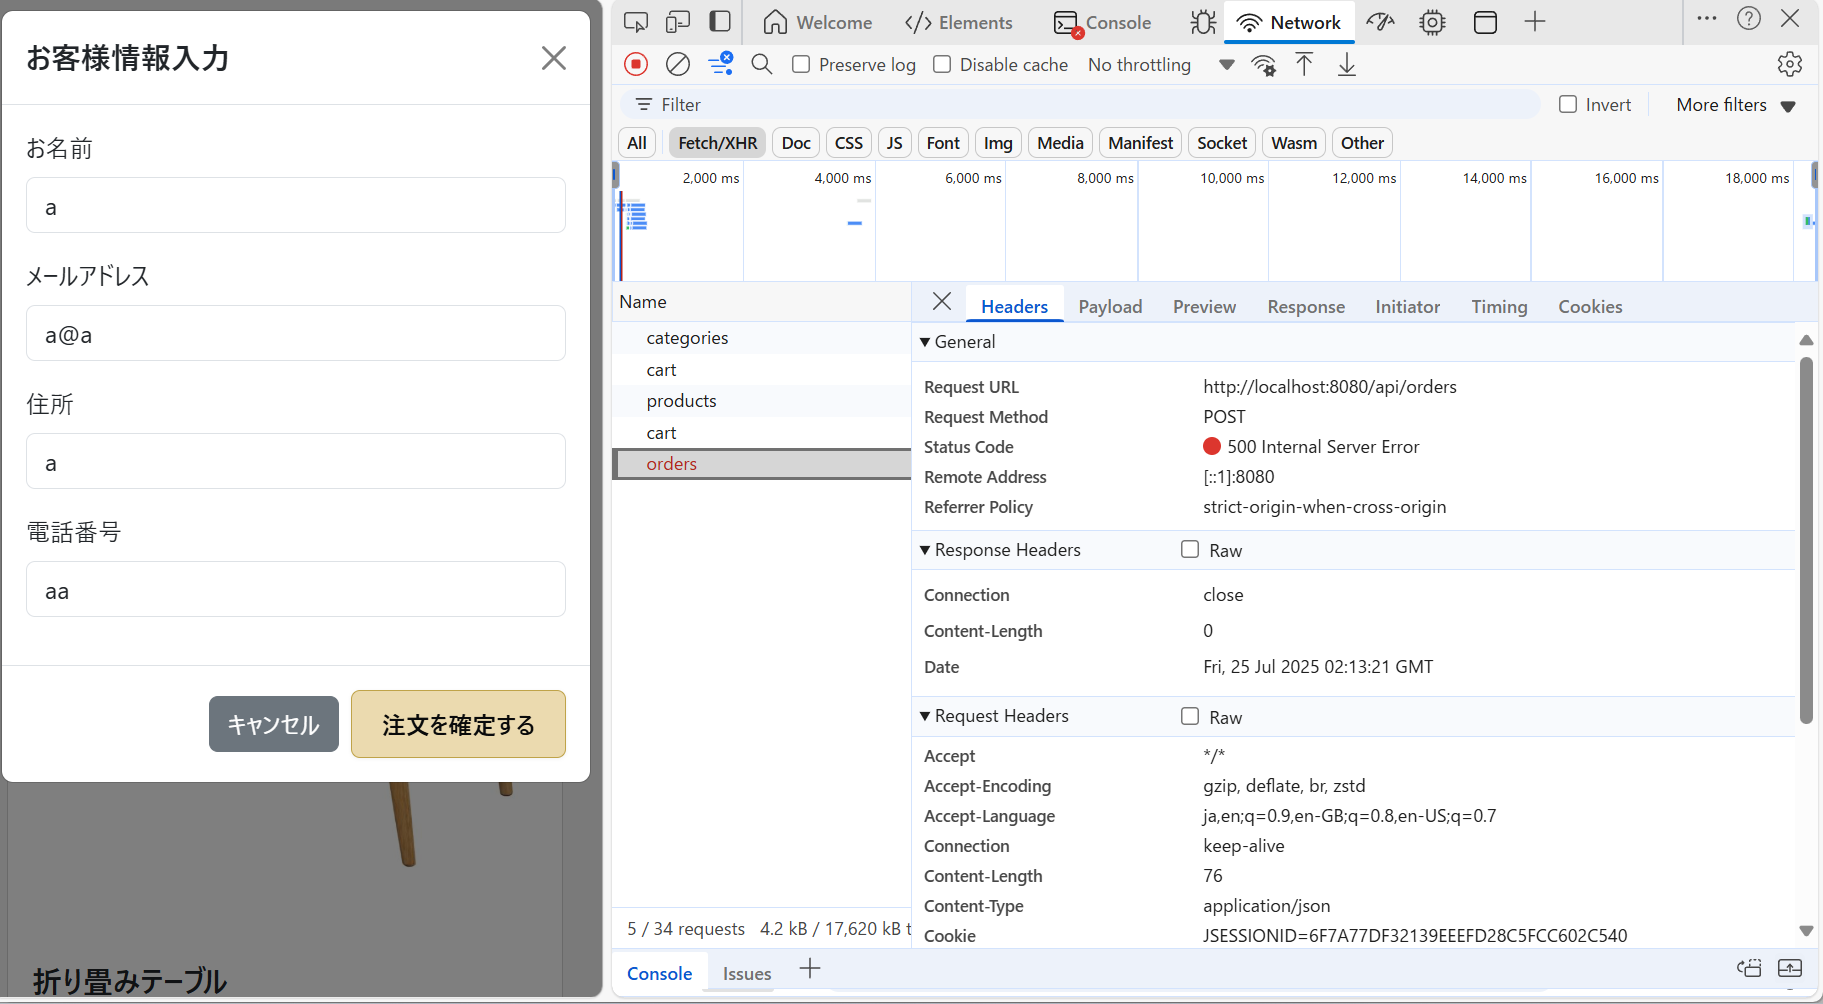 お客様情報入力
お名前
a
メールアドレス
a@a
住所
a
電話番号
aa
キャンセル
注文を確定する
折り畳みテーブル
Welcome
Elements
Console
Network
Preserve log
Disable cache
No throttling
Filter
Invert
More filters
All
Fetch/XHR
Doc
CSS
JS
Font
Img
Media
Manifest
Socket
Wasm
Other
2,000 ms
4,000 ms
6,000 ms
8,000 ms
10,000 ms
12,000 ms
14,000 ms
16,000 ms
18,000 ms
Name
categories
cart
products
cart
orders
5 / 34 requests 4.2 kB / 17,620 kB t
Headers
Payload
Preview
Response
Initiator
Timing
Cookies
General
Request URL http://localhost:8080/api/orders
Request Method POST
Status Code 500 Internal Server Error
Remote Address [::1]:8080
Referrer Policy strict-origin-when-cross-origin
Response Headers Raw
Connection close
Content-Length 0
Date Fri, 25 Jul 2025 02:13:21 GMT
Request Headers Raw
Accept */*
Accept-Encoding gzip, deflate, br, zstd
Accept-Language ja,en;q=0.9,en-GB;q=0.8,en-US;q=0.7
Connection keep-alive
Content-Length 76
Content-Type application/json
Cookie JSESSIONID=6F7A77DF32139EEEFD28C5FCC602C540
Console
Issues